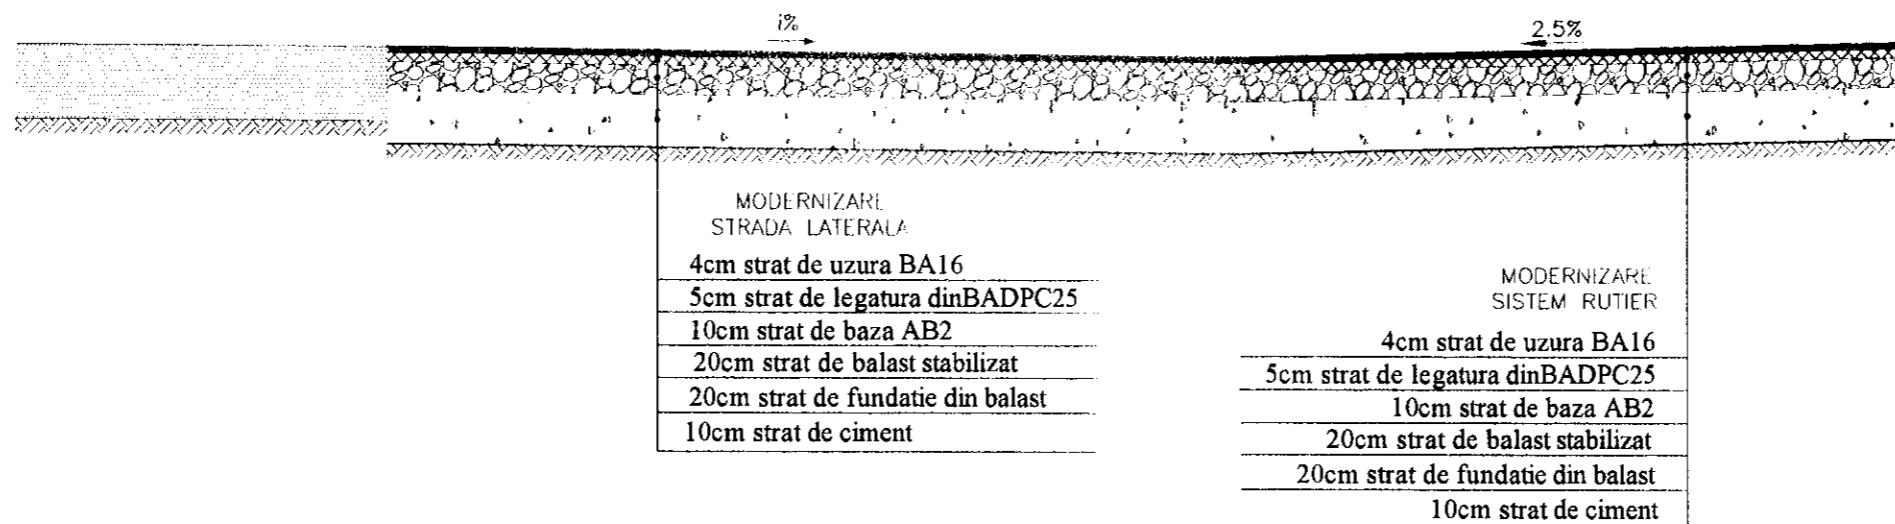 i%
2.5%
MODERNIZARE
STRADA LATERALA
4cm strat de uzura BA16
5cm strat de legatura dinBADPC25
10cm strat de baza AB2
20cm strat de balast stabilizat
20cm strat de fundatie din balast
10cm strat de ciment
MODERNIZARE
SISTEM RUTIER
4cm strat de uzura BA16
5cm strat de legatura dinBADPC25
10cm strat de baza AB2
20cm strat de balast stabilizat
20cm strat de fundatie din balast
10cm strat de ciment